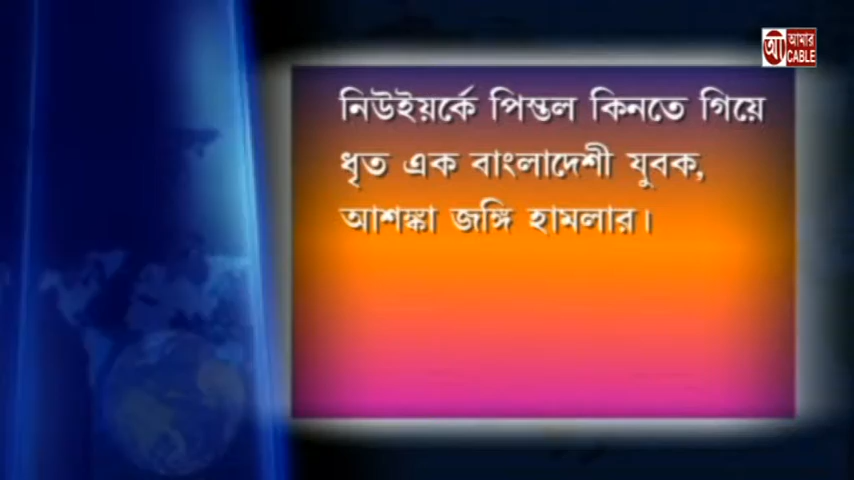 আ আমার
CABLE
নিউইয়র্কে পিস্তল কিনতে গিয়ে
ধৃত এক বাংলাদেশী যুবক,
আশঙ্কা জঙ্গি হামলার।